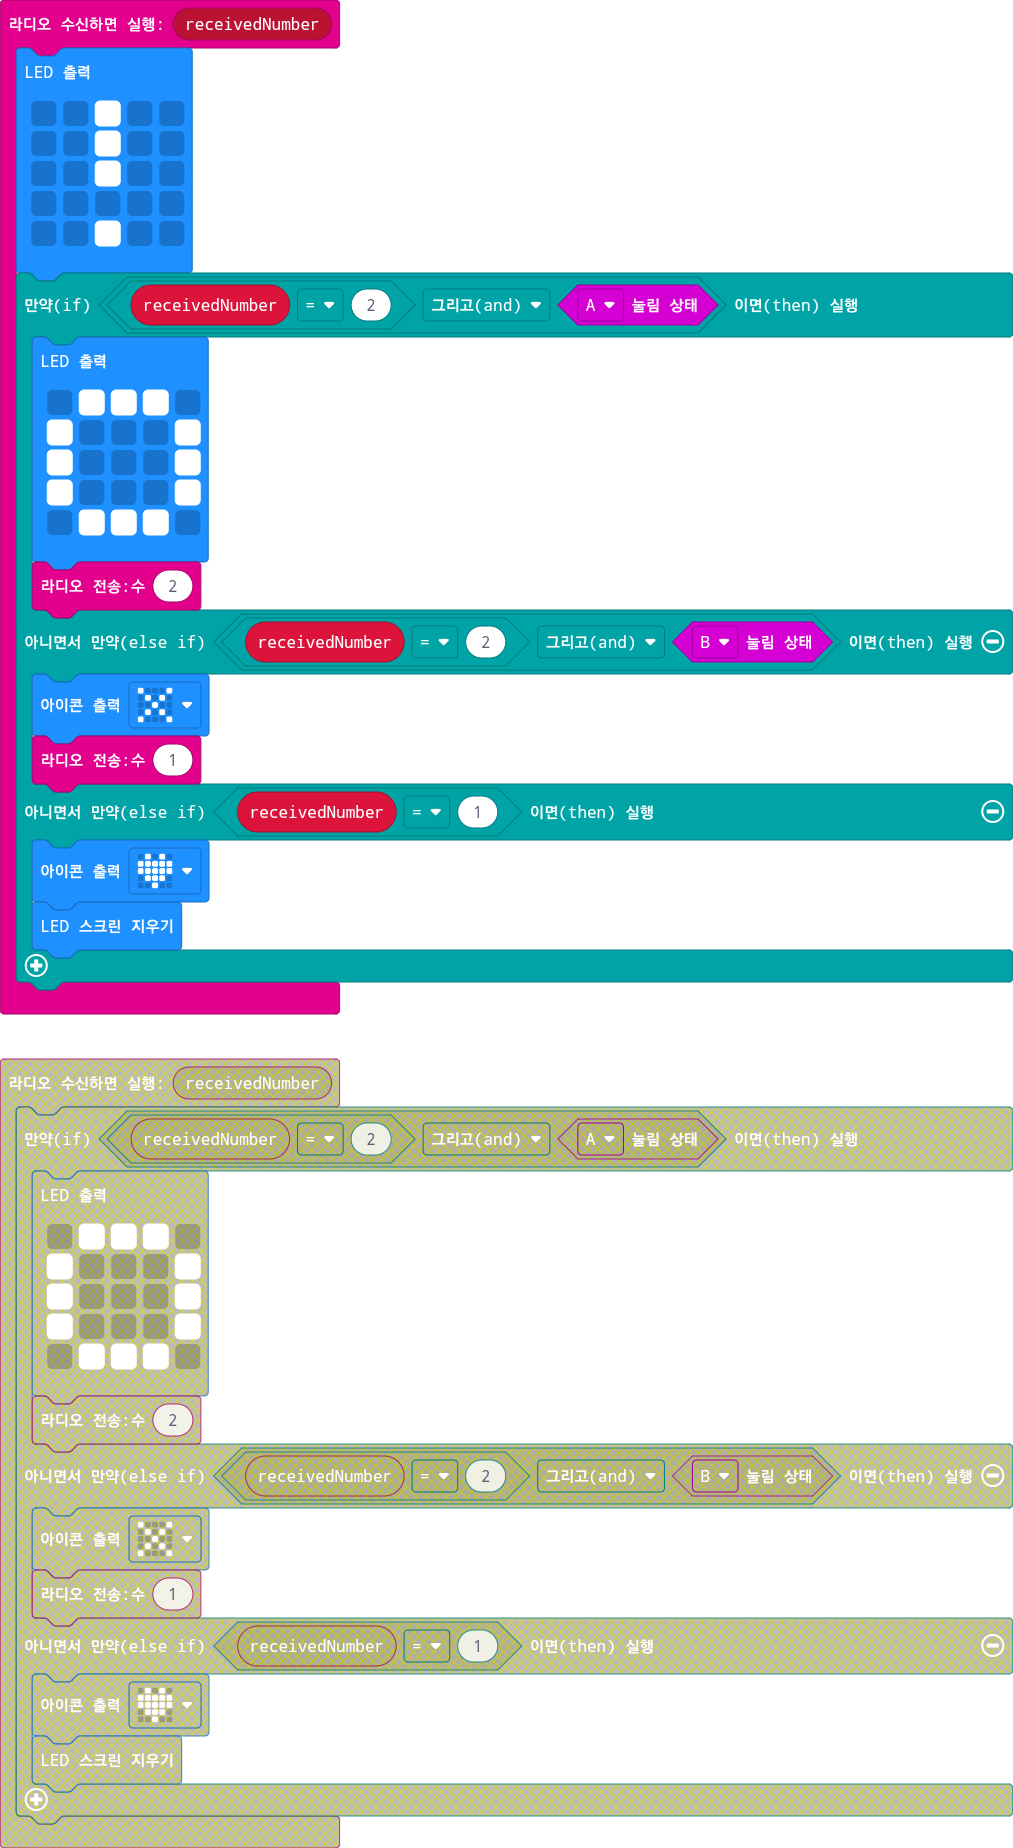 라디오 수신하면 실행: receivedNumber
LED 출력
만약(if) receivedNumber = 2 그리고(and) A 눌림 상태 이면(then) 실행
LED 출력
라디오 전송:수 2
아니면서 만약(else if) receivedNumber = 2 그리고(and) B 눌림 상태 이면(then) 실행
아이콘 출력
라디오 전송:수 1
아니면서 만약(else if) receivedNumber = 1 이면(then) 실행
아이콘 출력
LED 스크린 지우기
라디오 수신하면 실행: receivedNumber
만약(if) receivedNumber = 2 그리고(and) A 눌림 상태 이면(then) 실행
LED 출력
라디오 전송:수 2
아니면서 만약(else if) receivedNumber = 2 그리고(and) B 눌림 상태 이면(then) 실행
아이콘 출력
라디오 전송:수 1
아니면서 만약(else if) receivedNumber = 1 이면(then) 실행
아이콘 출력
LED 스크린 지우기